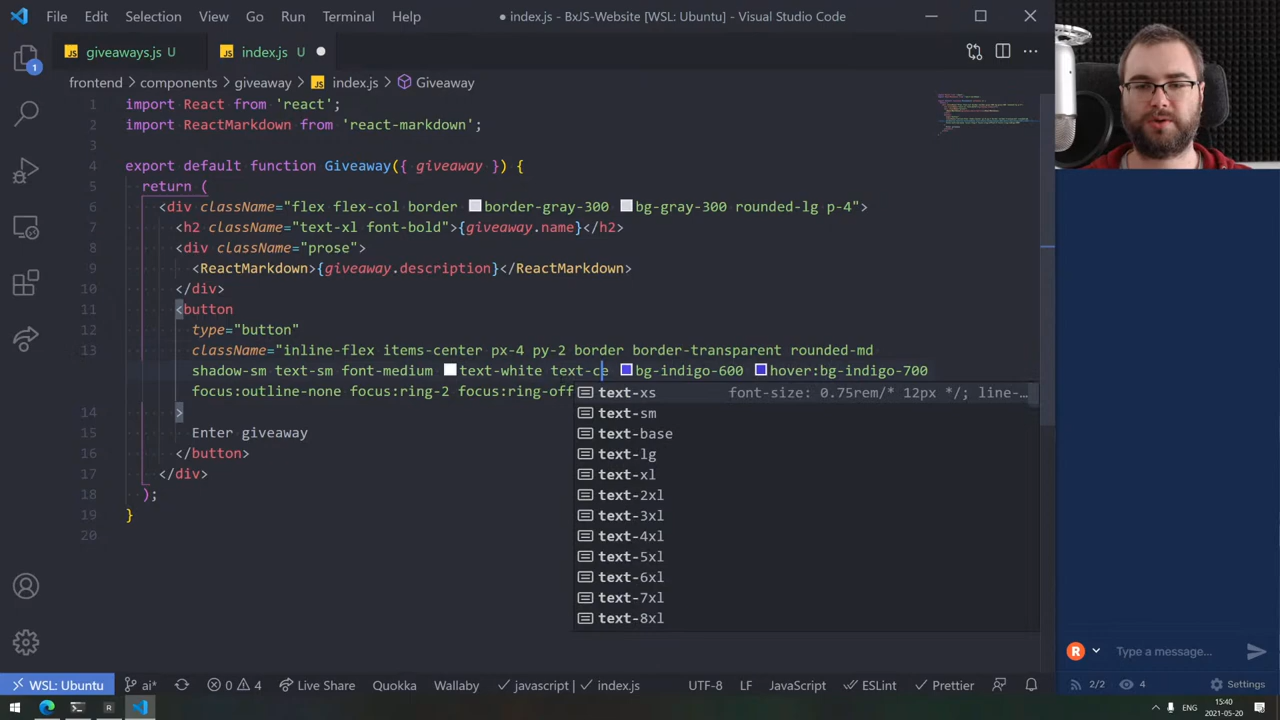 File Edit Selection View Go Run Terminal Help
● index.js - BxJS-Website [WSL: Ubuntu] - Visual Studio Code
1
JS giveaways.js U
JS index.js U ●
frontend > components > giveaway > JS index.js > Giveaway
1 import React from 'react';
2 import ReactMarkdown from 'react-markdown';
3
4 export default function Giveaway({ giveaway }) {
5 return (
6 <div className="flex flex-col border border-gray-300 bg-gray-300 rounded-lg p-4">
7 <h2 className="text-xl font-bold">{giveaway.name}</h2>
8 <div className="prose">
9 <ReactMarkdown>{giveaway.description}</ReactMarkdown>
10 </div>
11 <button
12 type="button"
13 className="inline-flex items-center px-4 py-2 border border-transparent rounded-md
shadow-sm text-sm font-medium text-white text-ce bg-indigo-600 hover:bg-indigo-700
focus:outline-none focus:ring-2 focus:ring-off
14 >
15 Enter giveaway
16 </button>
17 </div>
18 );
19 }
20
text-xs font-size: 0.75rem/* 12px */; line-…
text-sm
text-base
text-lg
text-xl
text-2xl
text-3xl
text-4xl
text-5xl
text-6xl
text-7xl
text-8xl
R Type a message...
2/2 4 Settings
WSL: Ubuntu ai* 0 4 Live Share Quokka Wallaby javascript | index.js UTF-8 LF JavaScript ESLint Prettier
ENG 15:40
2021-05-20